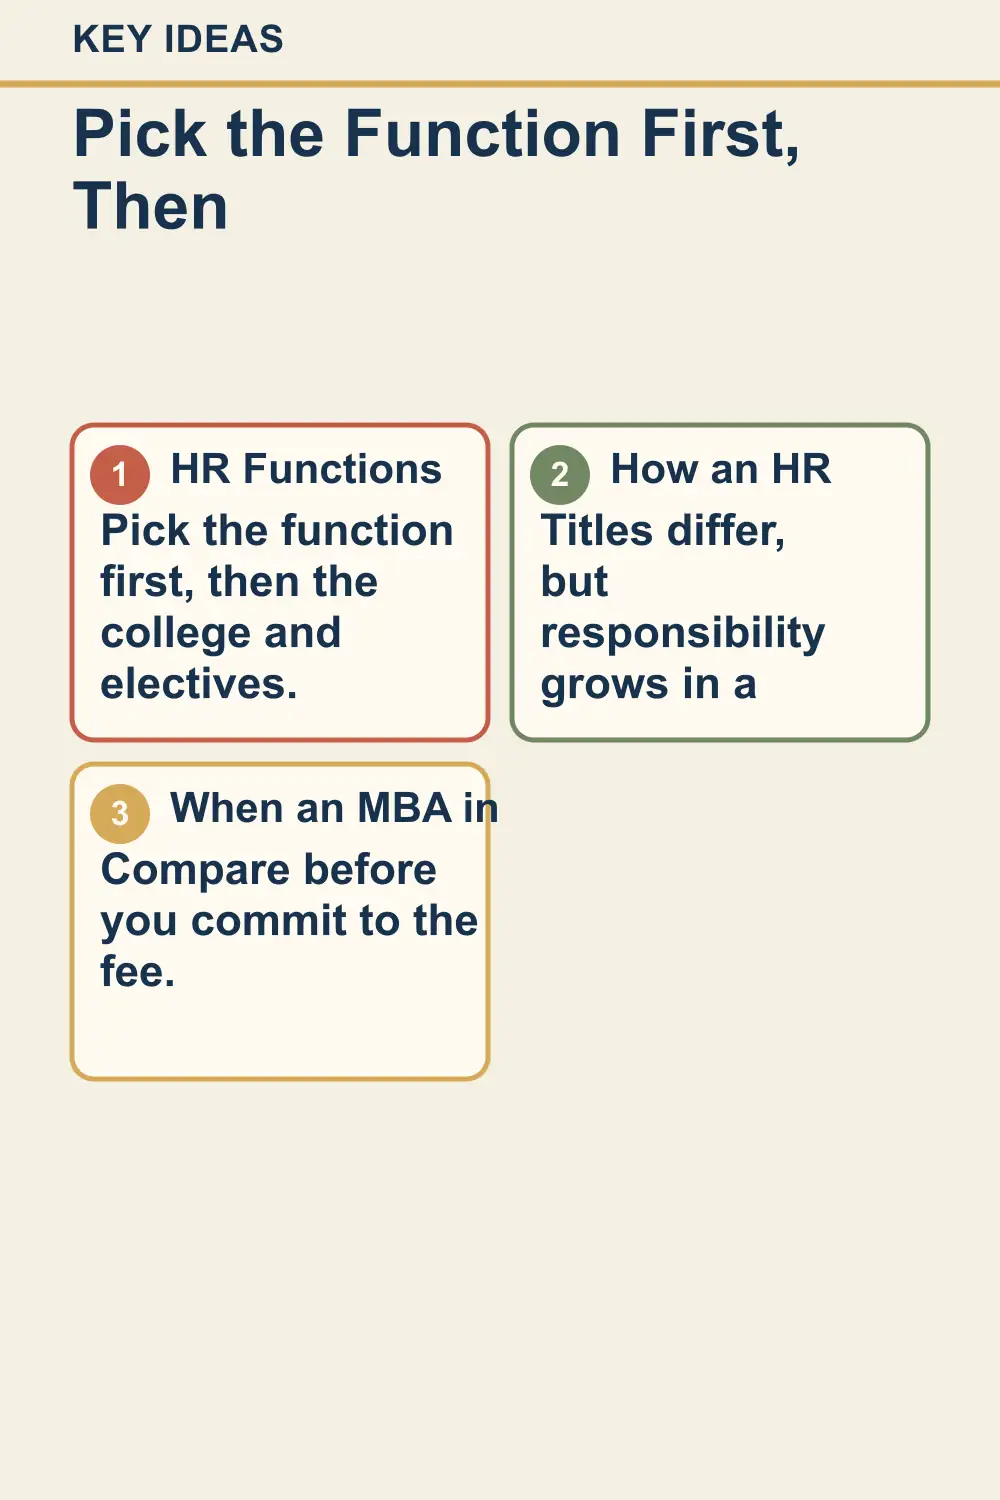 KEY IDEAS
Pick the Function First,
Then
1 HR Functions
Pick the function
first, then the
college and
electives.
2 How an HR
Titles differ,
but
responsibility
grows in a
3 When an MBA in
Compare before
you commit to the
fee.